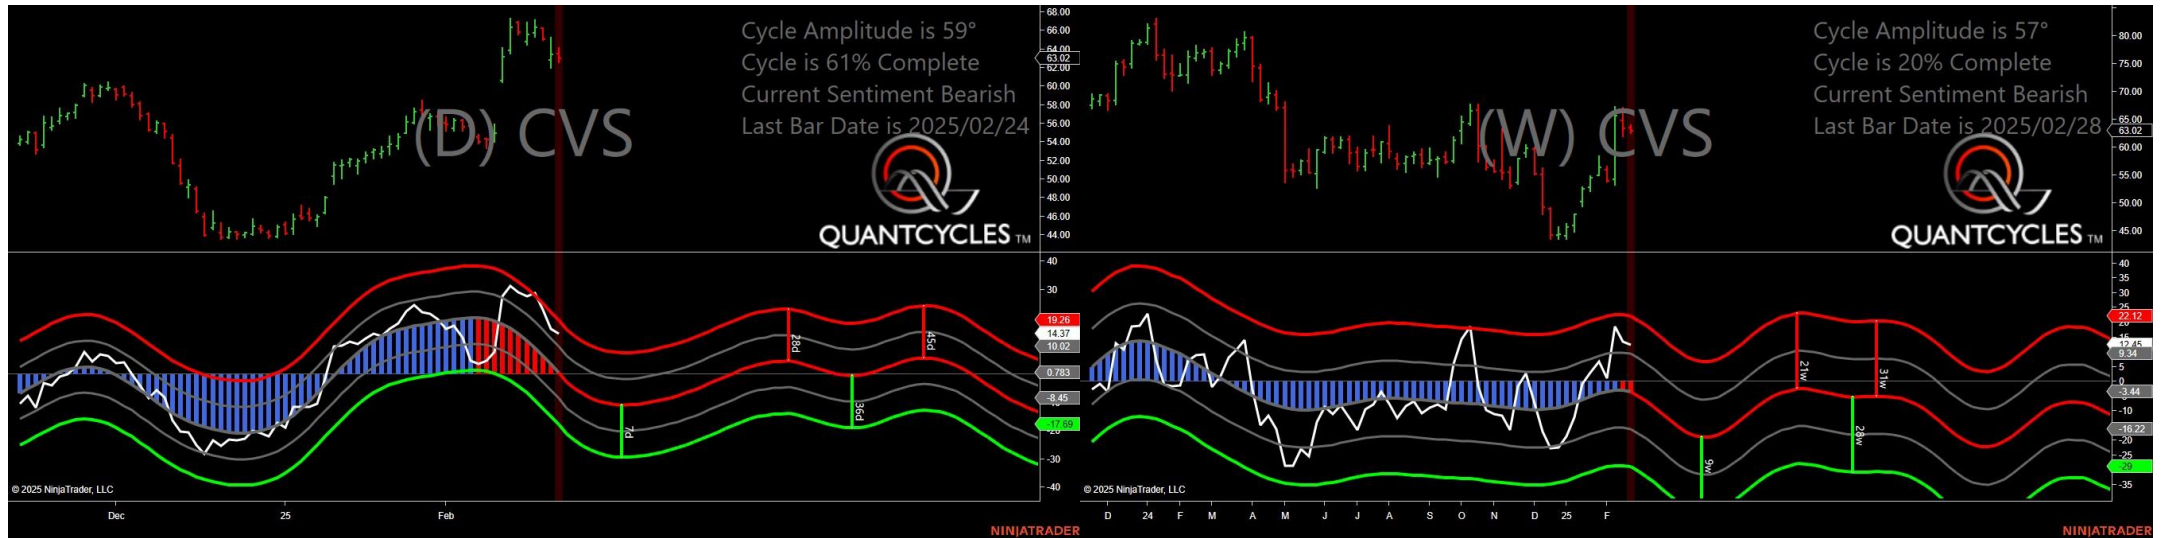 Cycle Amplitude is 59°
Cycle is 61% Complete
Current Sentiment Bearish
Last Bar Date is 2025/02/24
(D) CVS
QUANTCYCLES TM
68.00
66.00
64.00
63.02
62.00
60.00
58.00
56.00
54.00
52.00
50.00
48.00
46.00
44.00
40
30
19.26
14.37
10.02
0.783
-8.45
-17.69
-30
-40
7d
28d
36d
45d
© 2025 NinjaTrader, LLC
Dec
25
Feb
NINJATRADER
Cycle Amplitude is 57°
Cycle is 20% Complete
Current Sentiment Bearish
Last Bar Date is 2025/02/28
(W) CVS
QUANTCYCLES TM
80.00
75.00
70.00
65.00
63.02
60.00
55.00
50.00
45.00
40
35
30
25
22.12
12.45
9.34
5
0
-3.44
-10
-16.22
-20
-25
-29
-35
9w
21w
28w
31w
© 2025 NinjaTrader, LLC
D 24 F M A M J J A S O N D 25 F
NINJATRADER